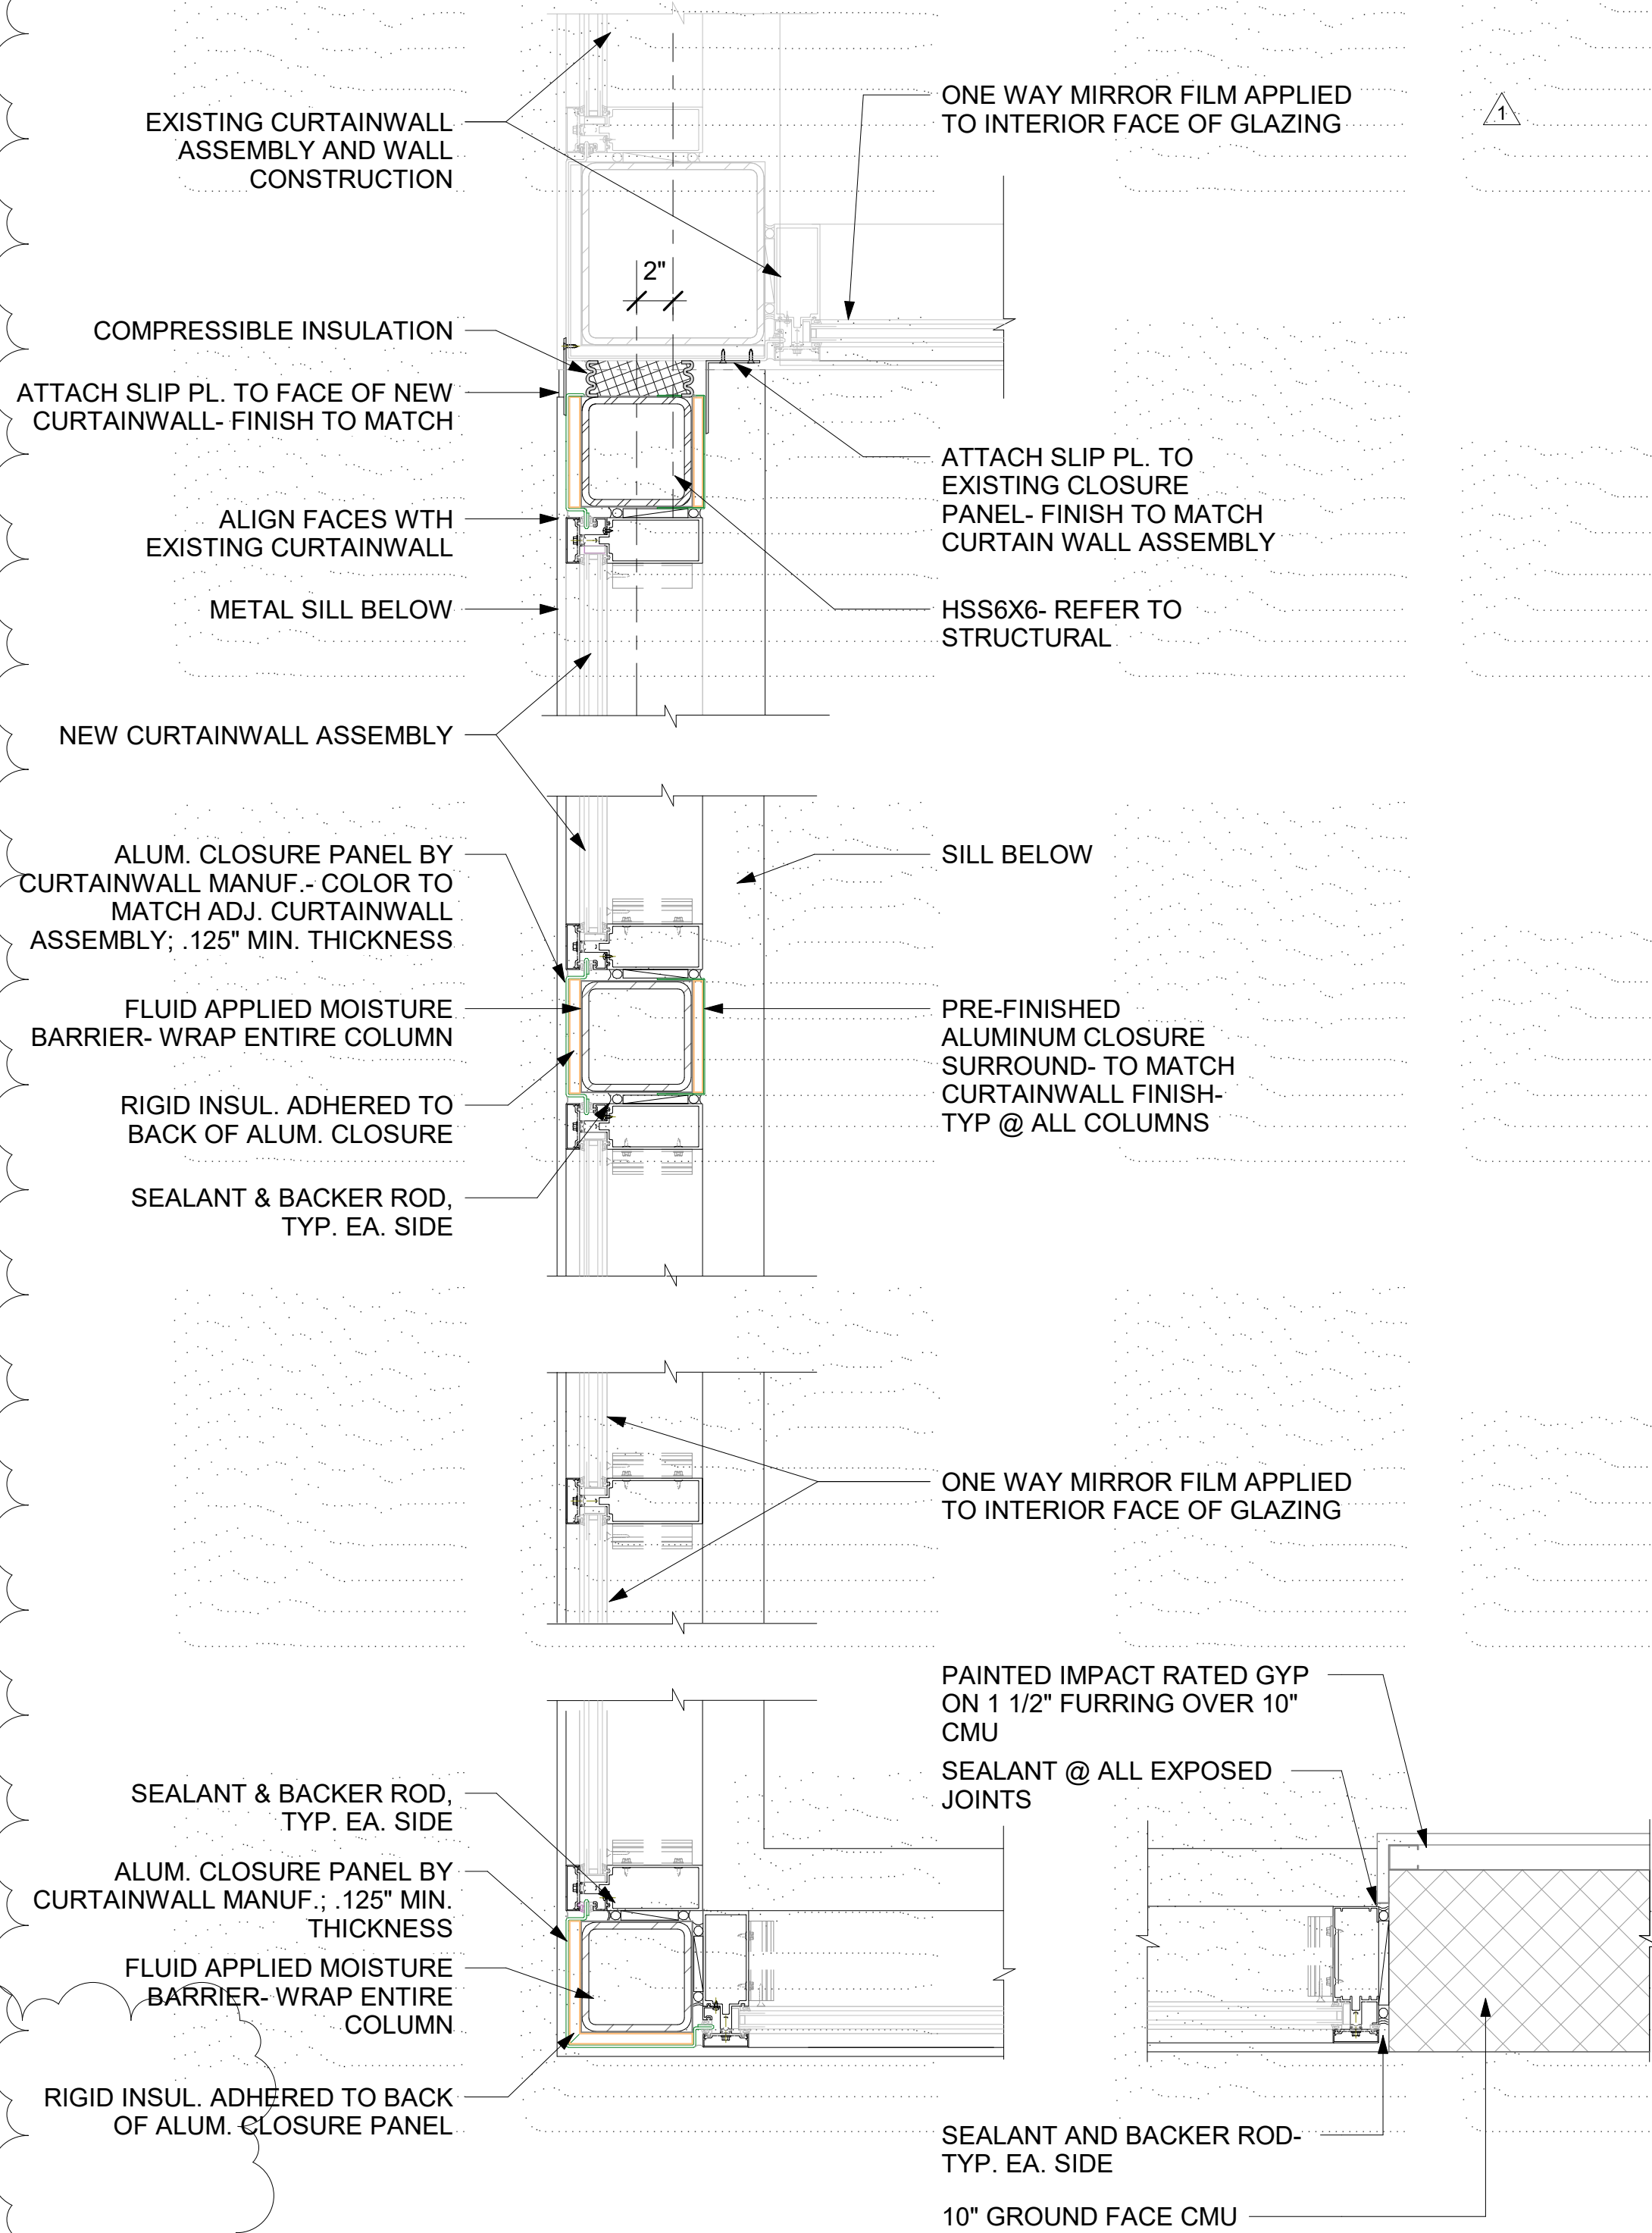 EXISTING CURTAINWALL
ASSEMBLY AND WALL
CONSTRUCTION
ONE WAY MIRROR FILM APPLIED
TO INTERIOR FACE OF GLAZING
1
2"
COMPRESSIBLE INSULATION
ATTACH SLIP PL. TO FACE OF NEW
CURTAINWALL- FINISH TO MATCH
ATTACH SLIP PL. TO
EXISTING CLOSURE
PANEL- FINISH TO MATCH
CURTAIN WALL ASSEMBLY
ALIGN FACES WTH
EXISTING CURTAINWALL
METAL SILL BELOW
HSS6X6- REFER TO
STRUCTURAL
NEW CURTAINWALL ASSEMBLY
ALUM. CLOSURE PANEL BY
CURTAINWALL MANUF.- COLOR TO
MATCH ADJ. CURTAINWALL
ASSEMBLY; .125" MIN. THICKNESS
SILL BELOW
FLUID APPLIED MOISTURE
BARRIER- WRAP ENTIRE COLUMN
PRE-FINISHED
ALUMINUM CLOSURE
SURROUND- TO MATCH
CURTAINWALL FINISH-
TYP @ ALL COLUMNS
RIGID INSUL. ADHERED TO
BACK OF ALUM. CLOSURE
SEALANT & BACKER ROD,
TYP. EA. SIDE
ONE WAY MIRROR FILM APPLIED
TO INTERIOR FACE OF GLAZING
PAINTED IMPACT RATED GYP
ON 1 1/2" FURRING OVER 10"
CMU
SEALANT @ ALL EXPOSED
JOINTS
SEALANT & BACKER ROD,
TYP. EA. SIDE
ALUM. CLOSURE PANEL BY
CURTAINWALL MANUF.; .125" MIN.
THICKNESS
FLUID APPLIED MOISTURE
BARRIER- WRAP ENTIRE
COLUMN
RIGID INSUL. ADHERED TO BACK
OF ALUM. CLOSURE PANEL
SEALANT AND BACKER ROD-
TYP. EA. SIDE
10" GROUND FACE CMU